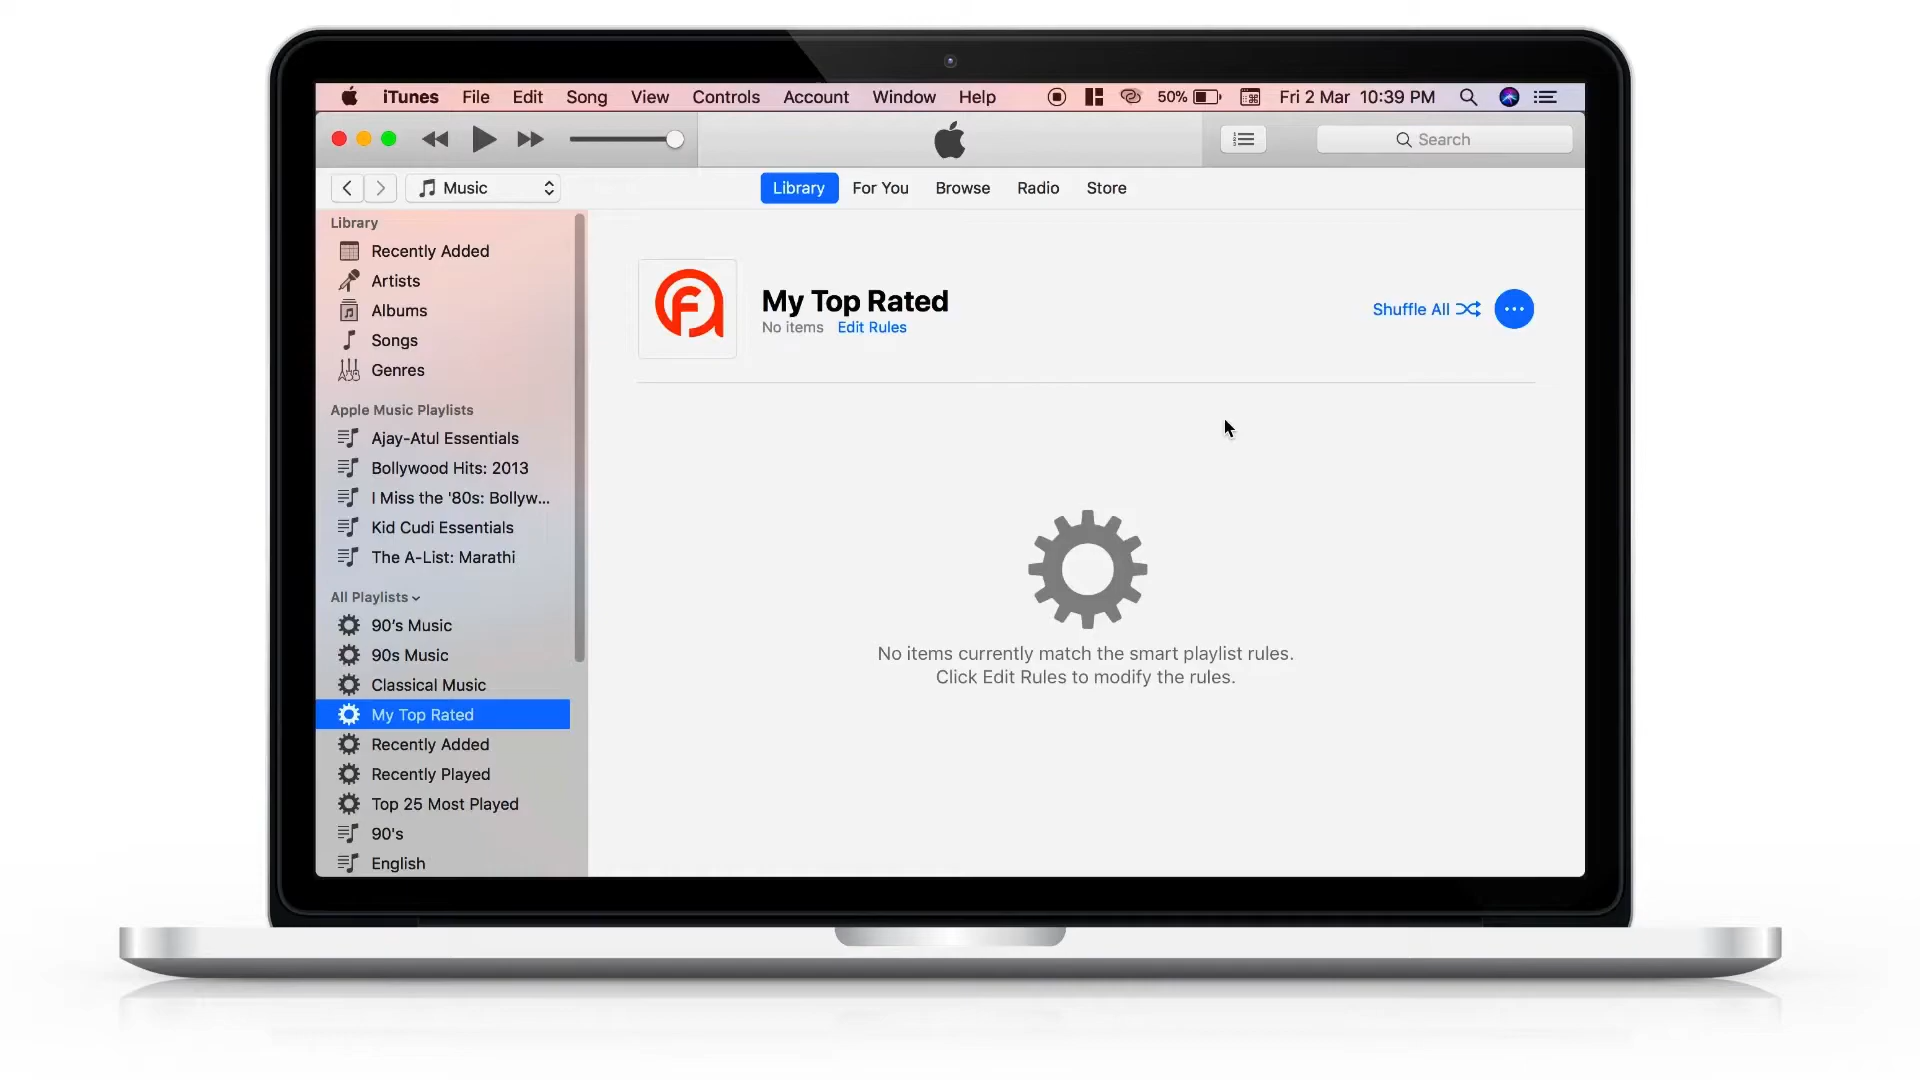 iTunes File Edit Song View Controls Account Window Help 50% Fri 2 Mar 10:39 PM
Search
Music Library For You Browse Radio Store
Library
Recently Added
Artists
Albums
Songs
Genres
Apple Music Playlists
Ajay-Atul Essentials
Bollywood Hits: 2013
I Miss the '80s: Bollyw...
Kid Cudi Essentials
The A-List: Marathi
All Playlists
90's Music
90s Music
Classical Music
My Top Rated
Recently Added
Recently Played
Top 25 Most Played
90's
English
My Top Rated
No items Edit Rules
Shuffle All
No items currently match the smart playlist rules.
Click Edit Rules to modify the rules.